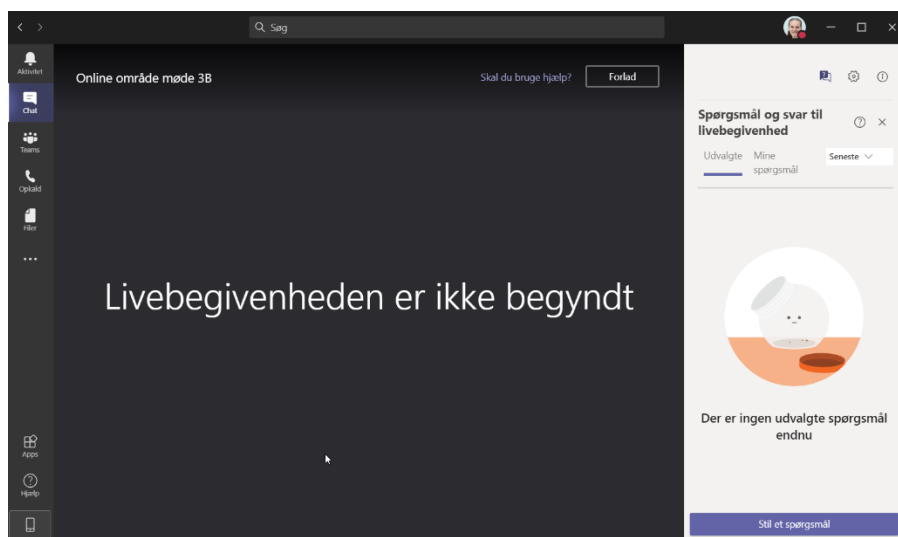 Søg
Aktivitet
Chat
Teams
Opkald
Filer
Apps
Hjælp
Online område møde 3B
Skal du bruge hjælp?
Forlad
Livebegivenheden er ikke begyndt
Spørgsmål og svar til
livebegivenhed
Udvalgte
Mine
spørgsmål
Seneste
Der er ingen udvalgte spørgsmål
endnu
Stil et spørgsmål